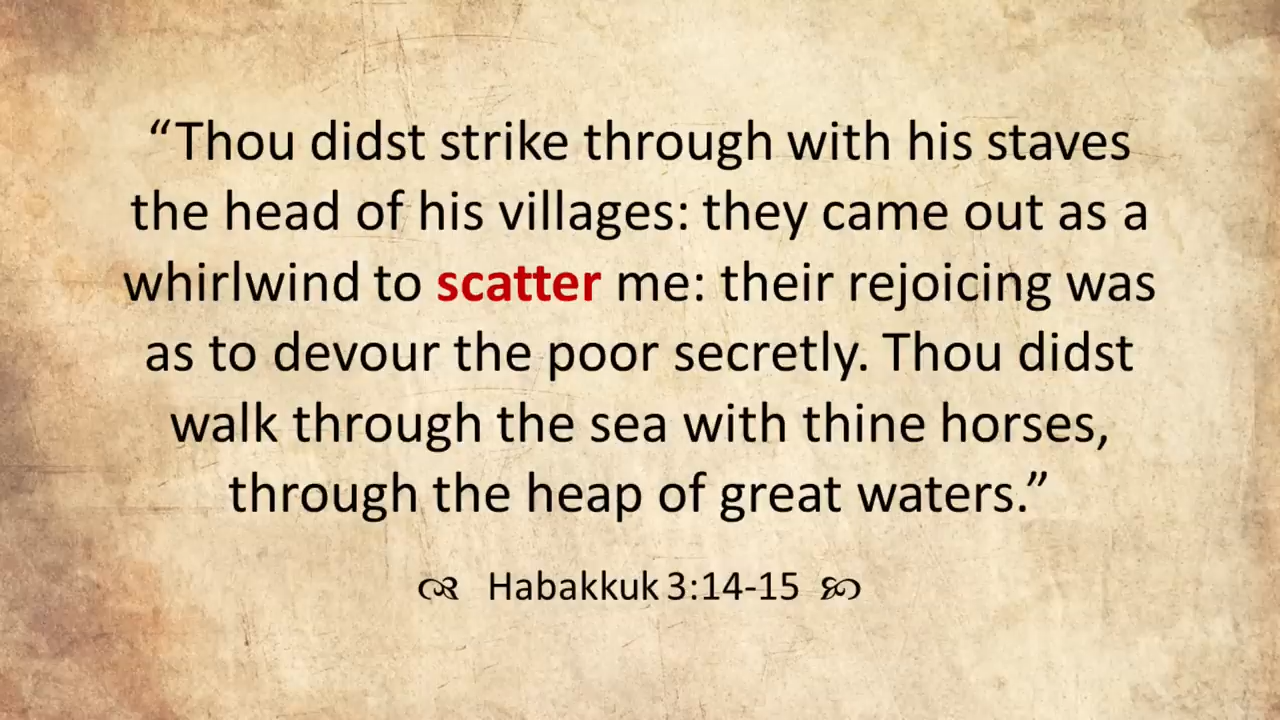 “Thou didst strike through with his staves
the head of his villages: they came out as a
whirlwind to scatter me: their rejoicing was
as to devour the poor secretly. Thou didst
walk through the sea with thine horses,
through the heap of great waters.”
Habakkuk 3:14-15